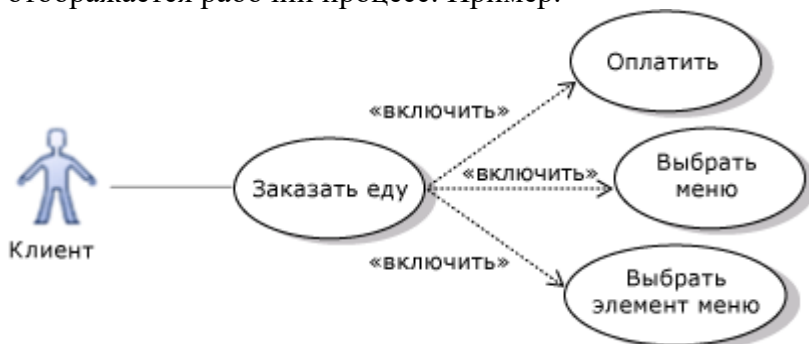 отображается рабочий процесс. Пример:
Оплатить
«включить»
Заказать еду
«включить»
Выбрать
меню
Клиент
«включить»
Выбрать
элемент меню